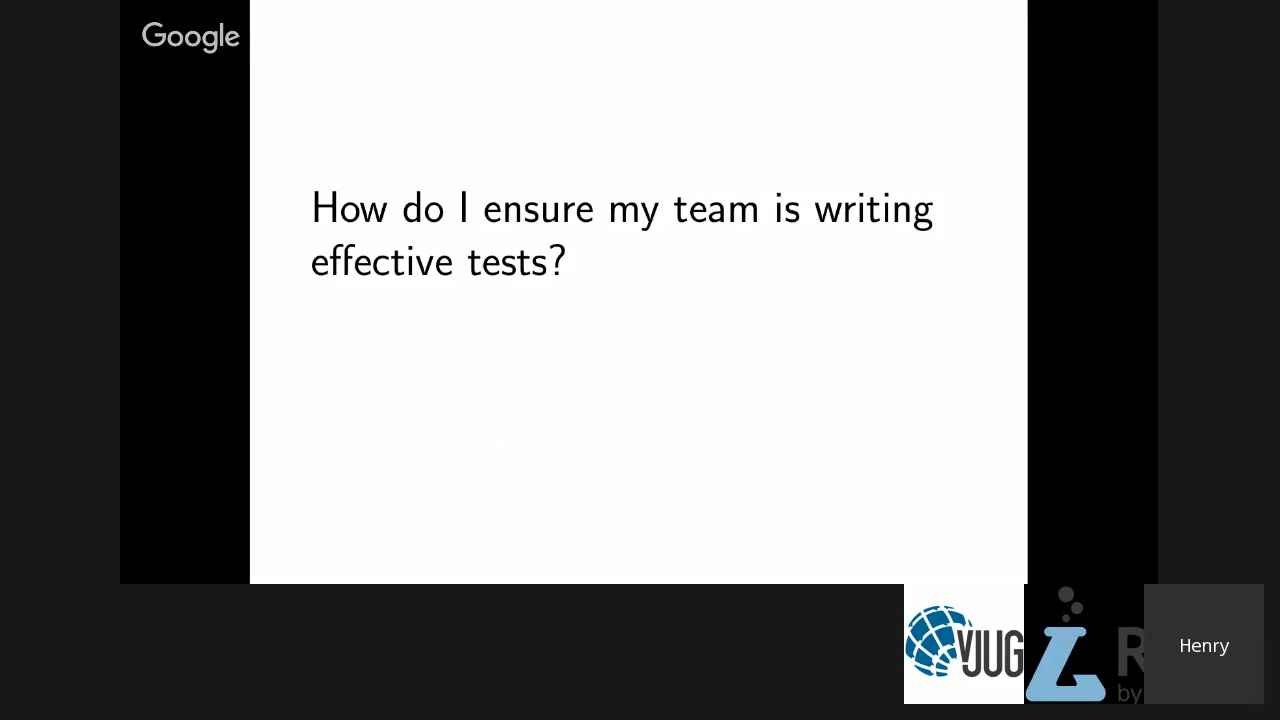 Google
How do I ensure my team is writing
effective tests?
vJUG
Henry
by